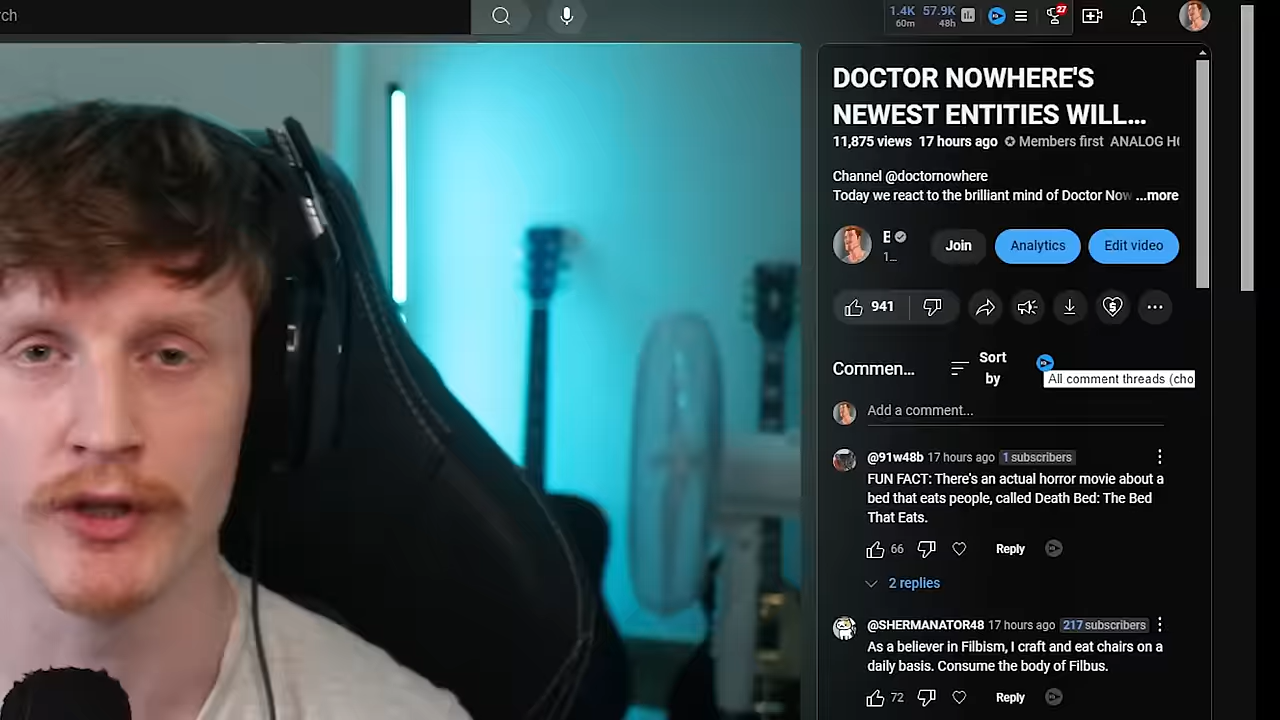 rch
1.4K 57.9K
60m 48h
27
DOCTOR NOWHERE'S
NEWEST ENTITIES WILL...
11,875 views 17 hours ago Members first ANALOG H
Channel @doctornowhere
Today we react to the brilliant mind of Doctor Now ...more
E
1...
Join
Analytics
Edit video
941
Commen...
Sort
by
All comment threads (cho
Add a comment...
@91w48b 17 hours ago 1 subscribers
FUN FACT: There's an actual horror movie about a
bed that eats people, called Death Bed: The Bed
That Eats.
66 Reply
2 replies
@SHERMANATOR48 17 hours ago 217 subscribers
As a believer in Filbism, I craft and eat chairs on a
daily basis. Consume the body of Filbus.
72 Reply